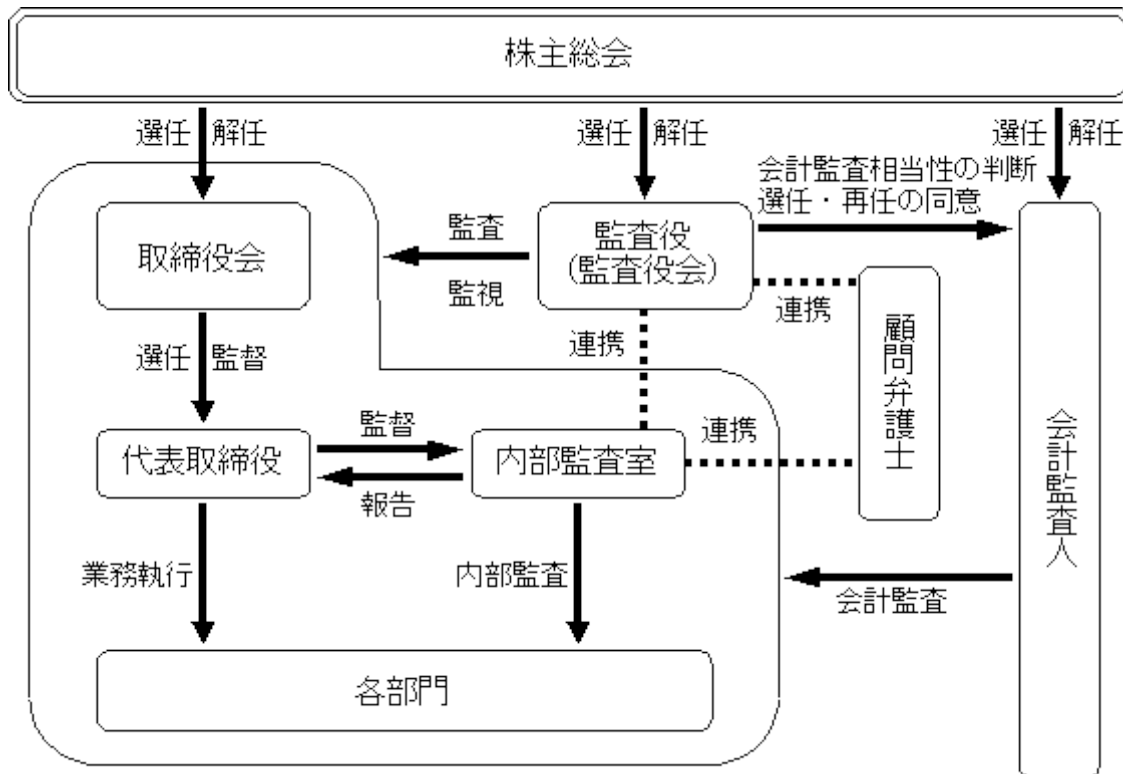 株主総会
選任 解任
選任 解任
選任 解任
会計監査相当性の判断
選任・再任の同意
取締役会
監査
監視
監査役
(監査役会)
連携
連携
顧問弁護士
会計監査人
選任 監督
代表取締役
監督
報告
内部監査室
連携
業務執行
内部監査
会計監査
各部門